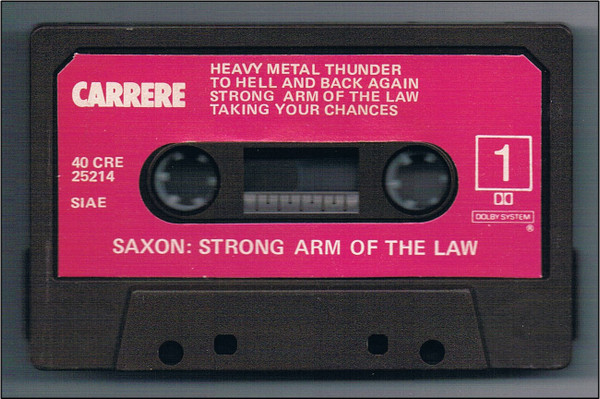 CARRERE
HEAVY METAL THUNDER
TO HELL AND BACK AGAIN
STRONG ARM OF THE LAW
TAKING YOUR CHANCES
40 CRE
25214
SIAE
1
DOLBY SYSTEM
®
SAXON: STRONG ARM OF THE LAW